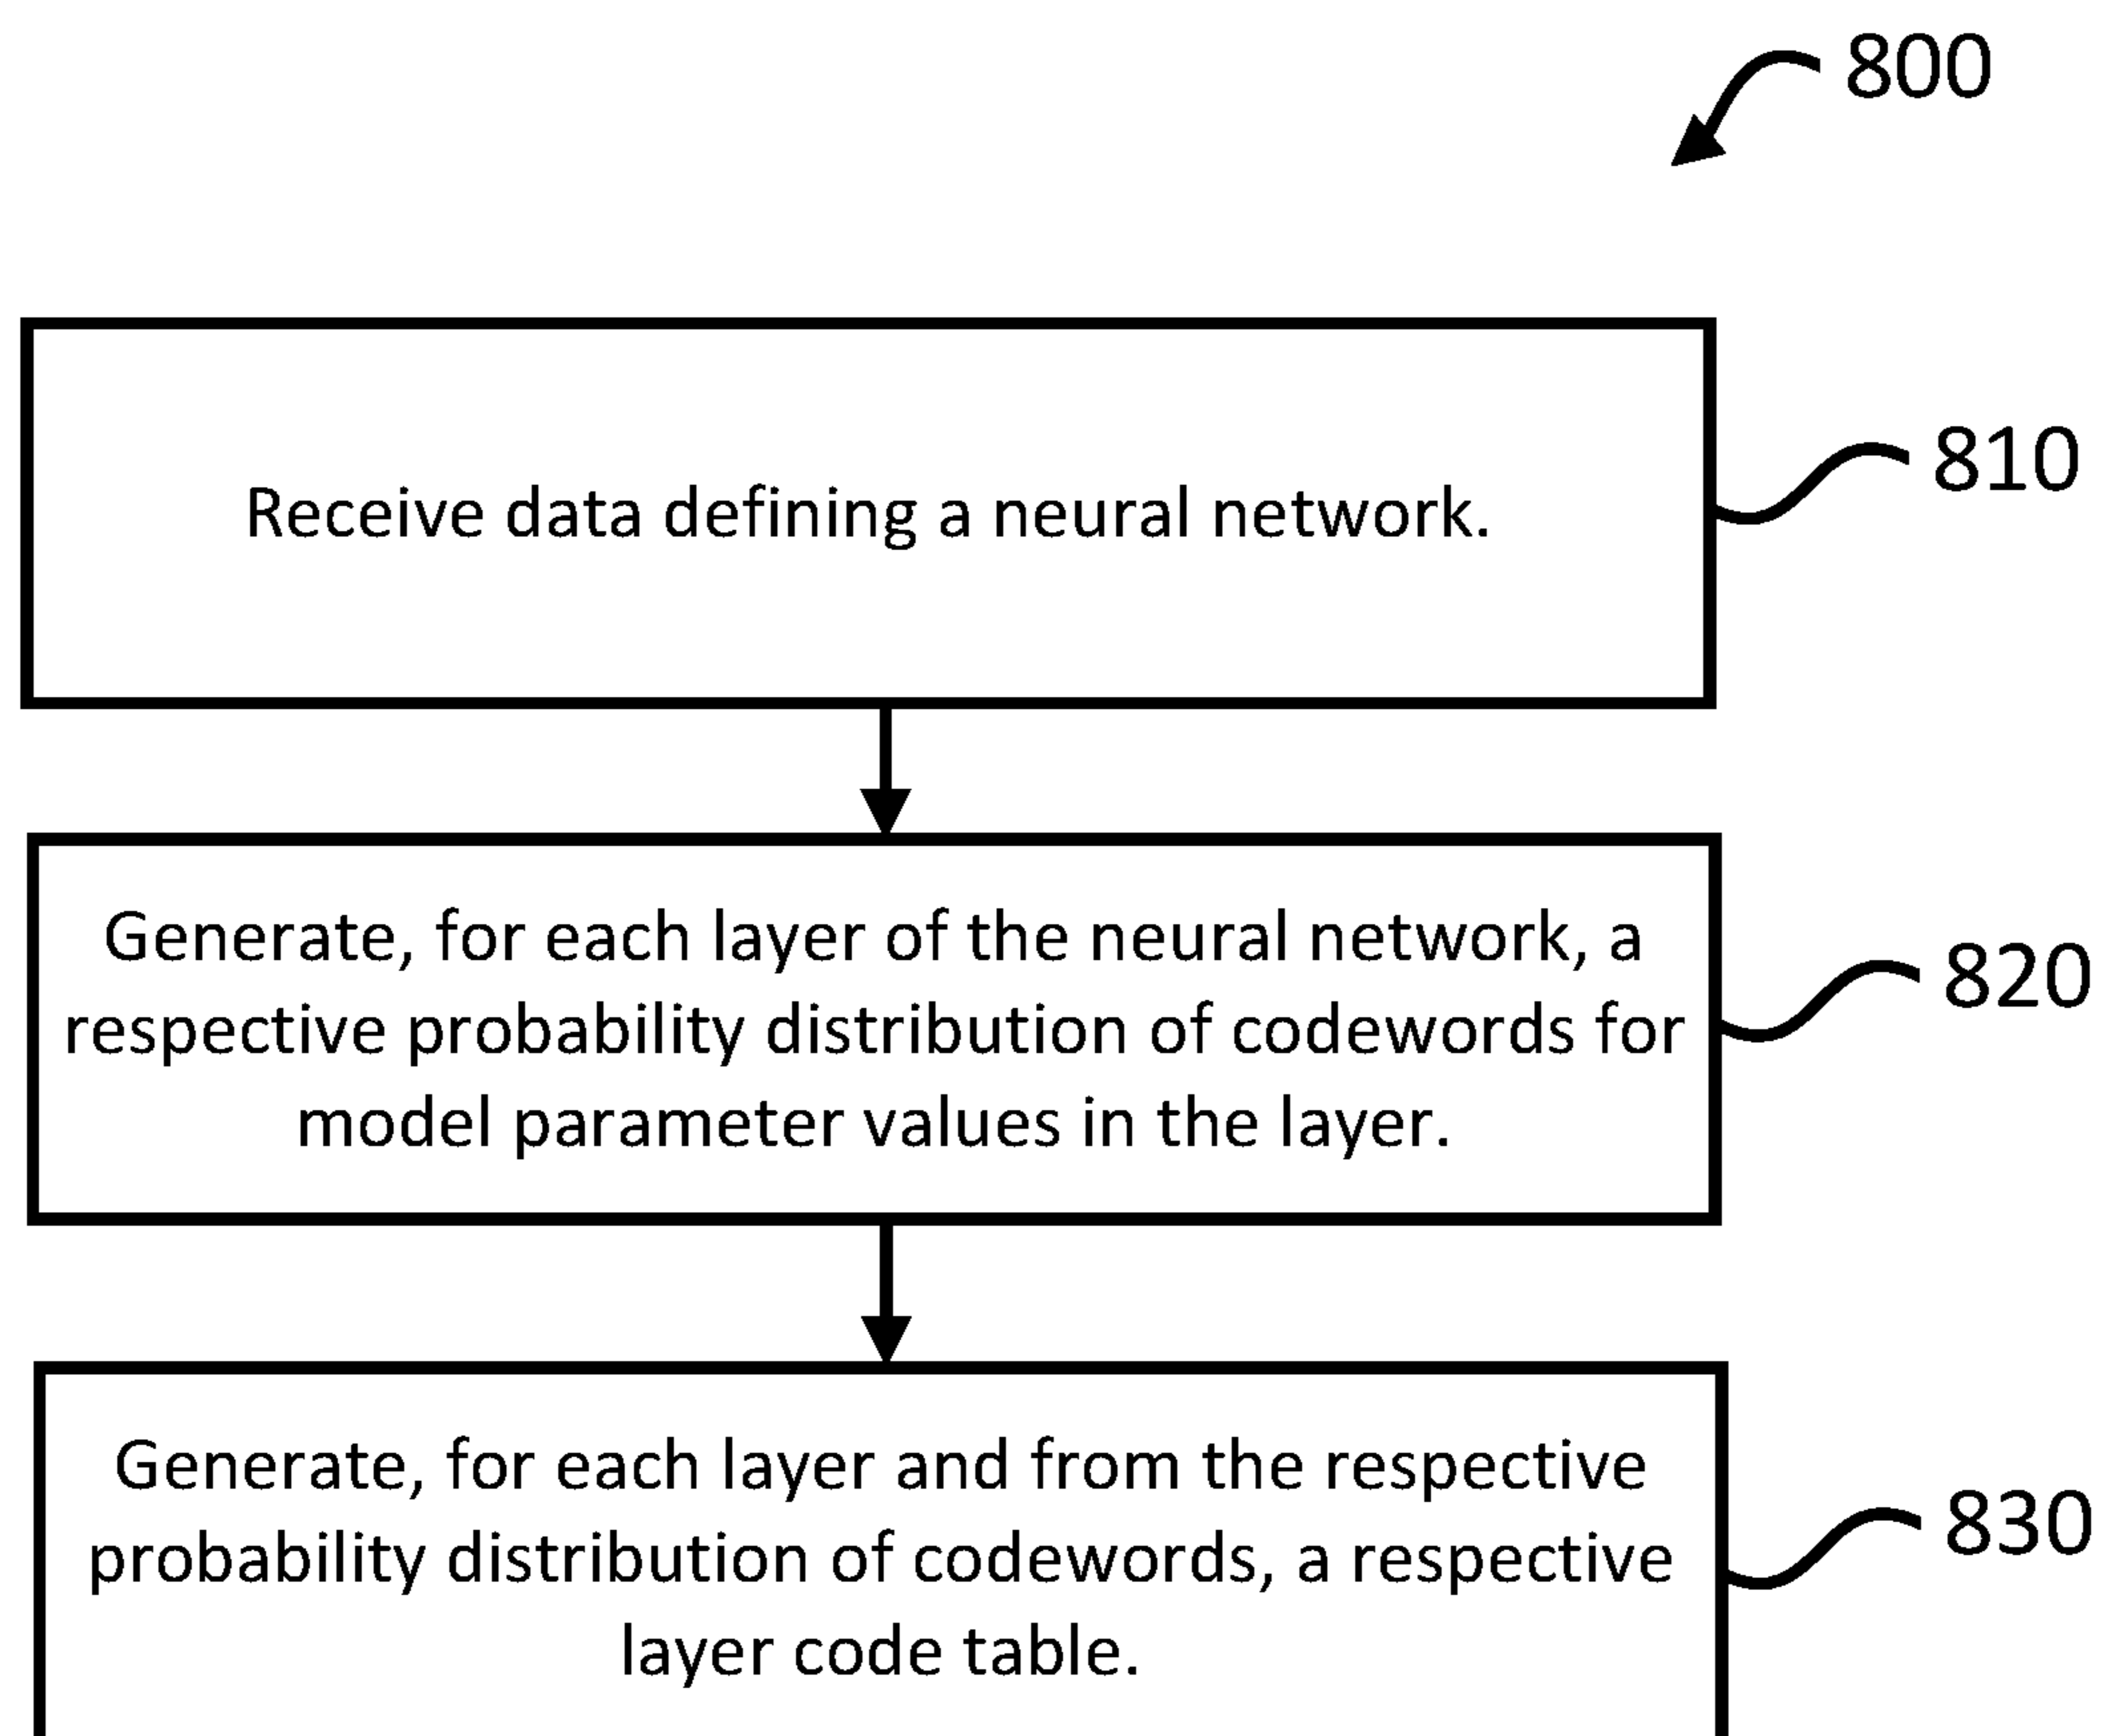 800
Receive data defining a neural network.
810
Generate, for each layer of the neural network, a
respective probability distribution of codewords for
model parameter values in the layer.
820
Generate, for each layer and from the respective
probability distribution of codewords, a respective
layer code table.
830